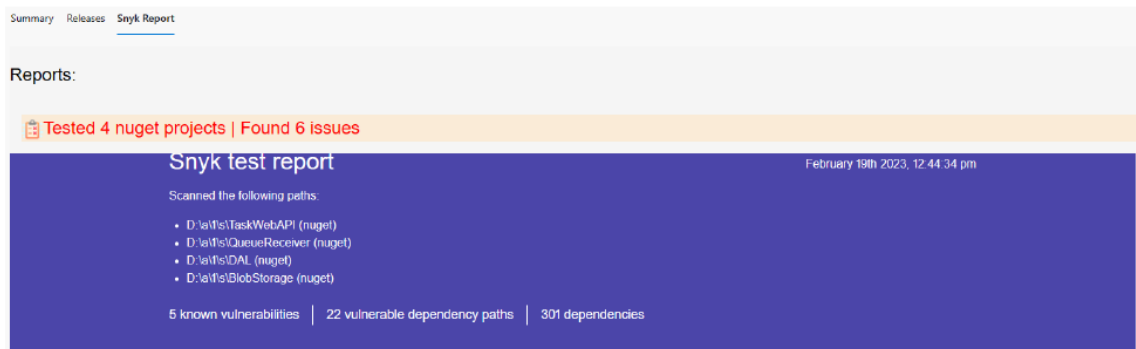 Summary Releases Snyk Report
Reports:
Tested 4 nuget projects | Found 6 issues
Snyk test report February 19th 2023, 12:44:34 pm
Scanned the following paths:
• D:\a\1\s\TaskWebAPI (nuget)
• D:\a\1\s\QueueReceiver (nuget)
• D:\a\1\s\DAL (nuget)
• D:\a\1\s\BlobStorage (nuget)
5 known vulnerabilities | 22 vulnerable dependency paths | 301 dependencies